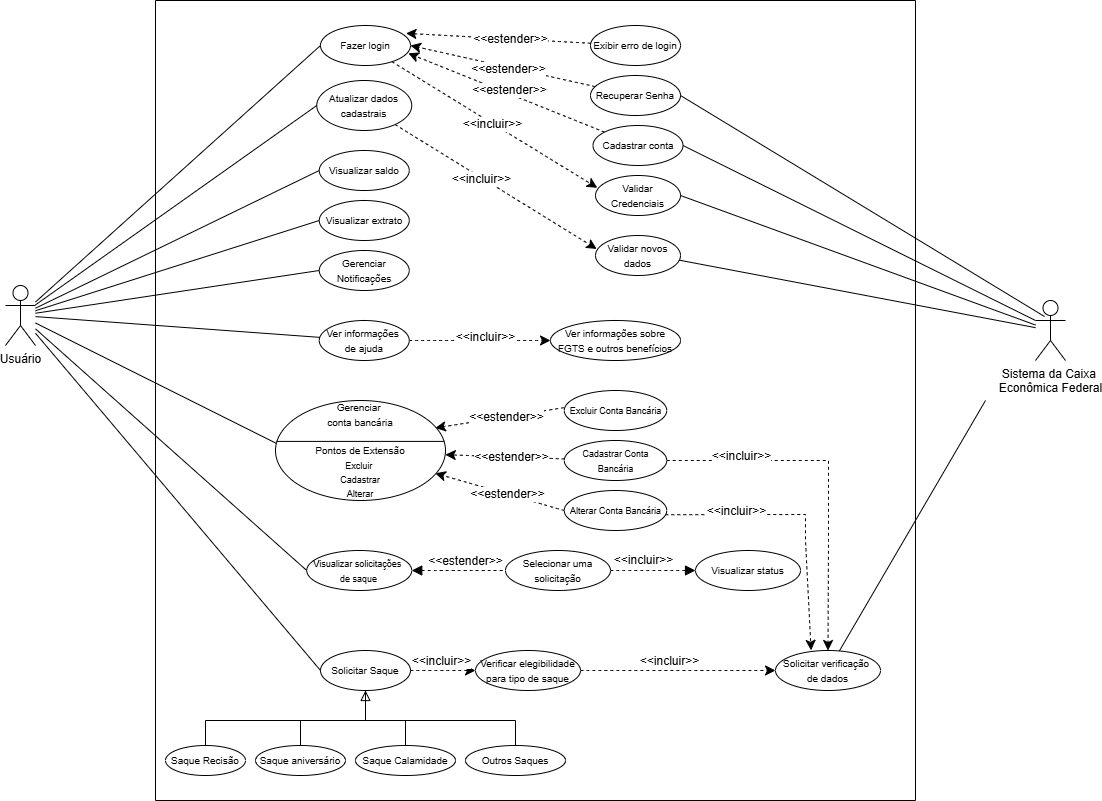 Fazer login
<<estender>>
Exibir erro de login
<<estender>>
Recuperar Senha
<<estender>>
Atualizar dados
cadastrais
<<incluir>>
Cadastrar conta
Visualizar saldo
<<incluir>>
Validar
Credenciais
Visualizar extrato
Validar novos
dados
Gerenciar
Notificações
Usuário
Ver informações
de ajuda
<<incluir>>
Ver informações sobre
FGTS e outros benefícios
Sistema da Caixa
Econômica Federal
Gerenciar
conta bancária
Pontos de Extensão
Excluir
Cadastrar
Alterar
<<estender>>
Excluir Conta Bancária
<<estender>>
Cadastrar Conta
Bancária
<<incluir>>
<<estender>>
Alterar Conta Bancária
<<incluir>>
Visualizar solicitações
de saque
<<estender>>
Selecionar uma
solicitação
<<incluir>>
Visualizar status
Solicitar Saque
<<incluir>>
Verificar elegibilidade
para tipo de saque
<<incluir>>
Solicitar verificação
de dados
Saque Recisão
Saque aniversário
Saque Calamidade
Outros Saques